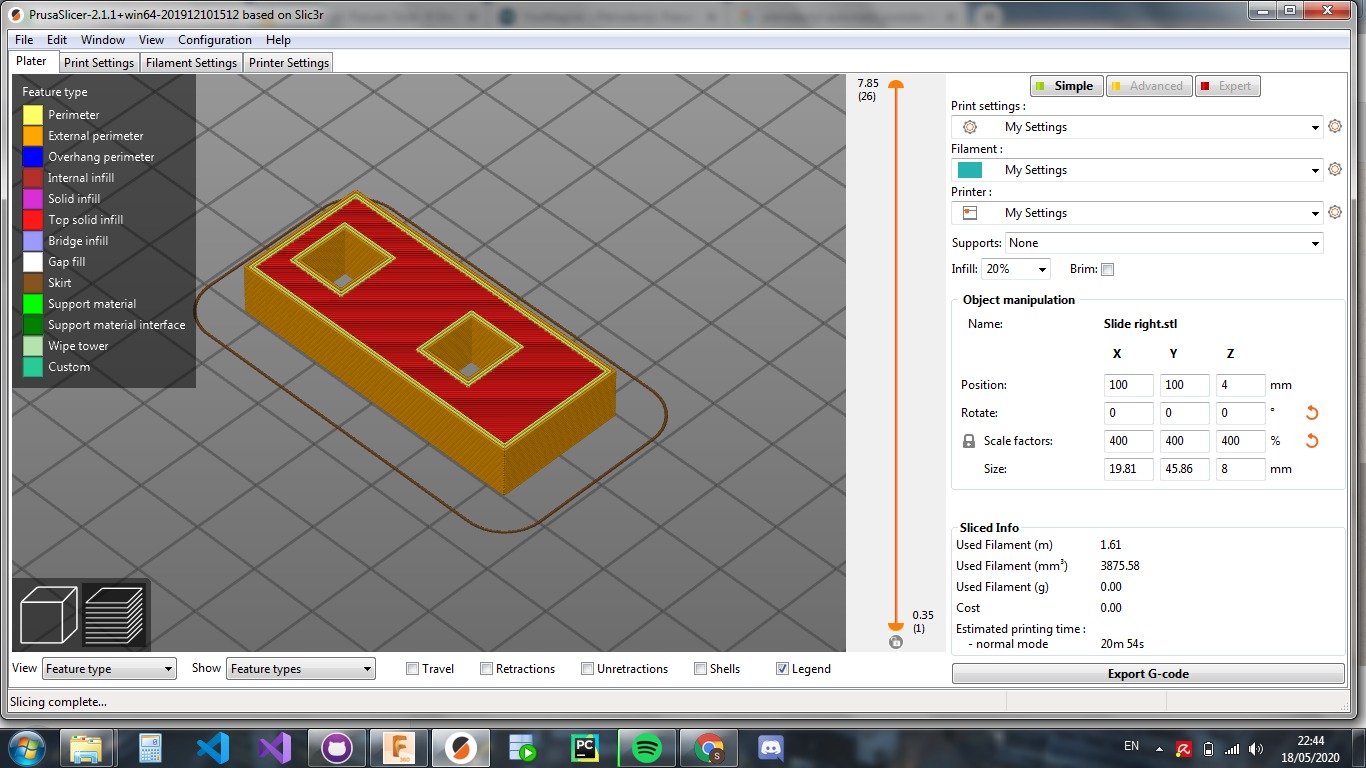 PrusaSlicer-2.1.1+win64-201912101512 based on Slic3r
File Edit Window View Configuration Help
Plater Print Settings Filament Settings Printer Settings
Feature type
Perimeter
External perimeter
Overhang perimeter
Internal infill
Solid infill
Top solid infill
Bridge infill
Gap fill
Skirt
Support material
Support material interface
Wipe tower
Custom
7.85
(26)
0.35
(1)
Simple Advanced Expert
Print settings :
My Settings
Filament :
My Settings
Printer :
My Settings
Supports: None
Infill: 20% Brim:
Object manipulation
Name: Slide right.stl
X Y Z
Position: 100 100 4 mm
Rotate: 0 0 0 °
Scale factors: 400 400 400 %
Size: 19.81 45.86 8 mm
Sliced Info
Used Filament (m) 1.61
Used Filament (mm³) 3875.58
Used Filament (g) 0.00
Cost 0.00
Estimated printing time :
- normal mode 20m 54s
Export G-code
View Feature type Show Feature types Travel Retractions Unretractions Shells Legend
Slicing complete...
F
360
PC
S
EN
22:44
18/05/2020